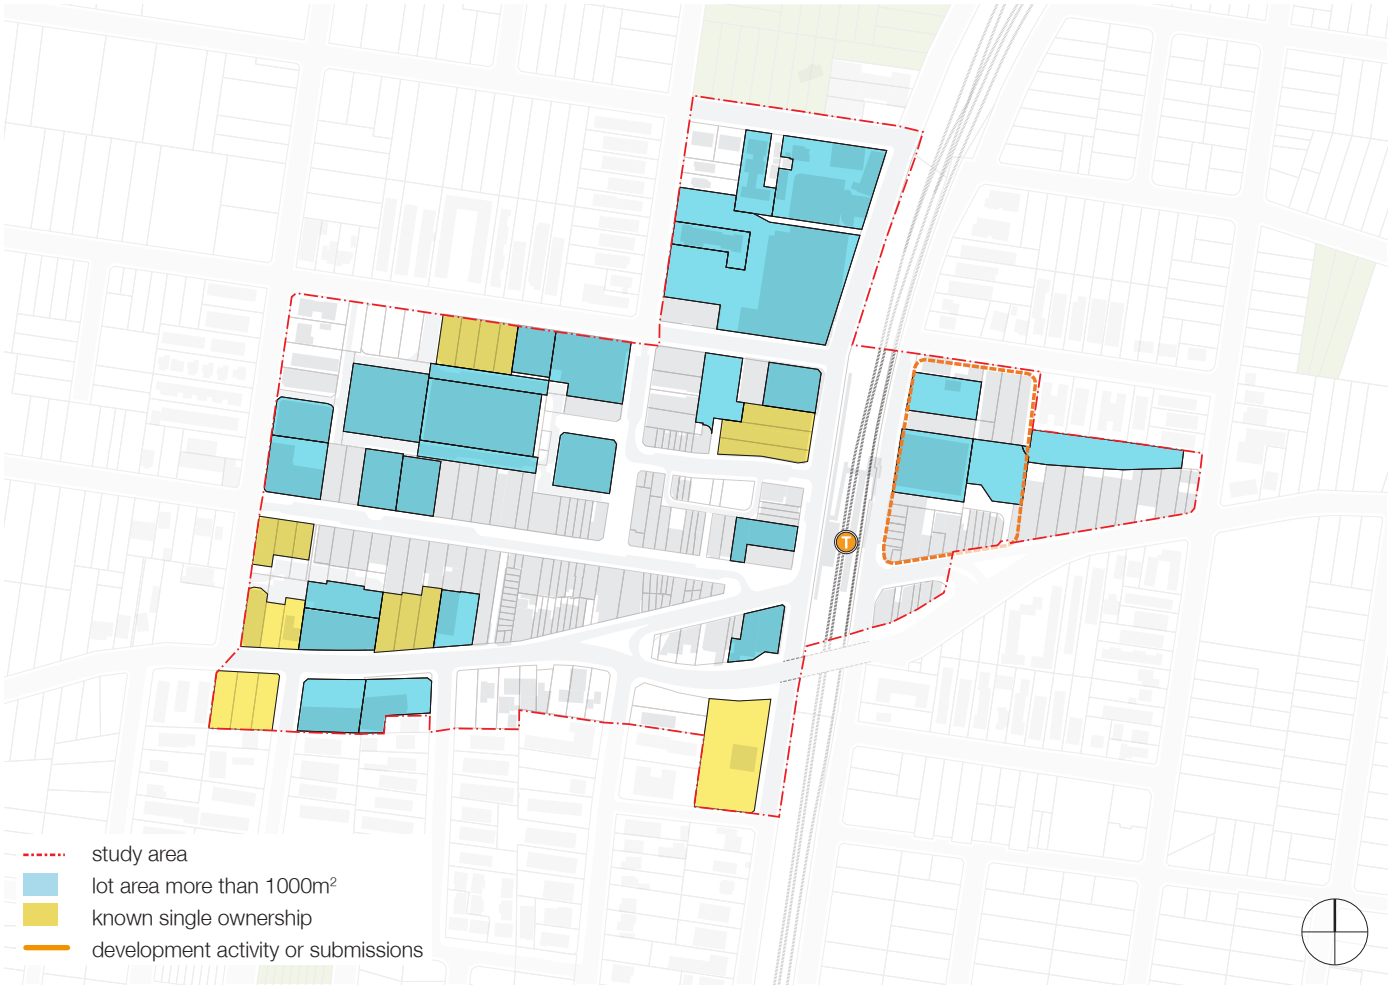 T
study area
lot area more than 1000m²
known single ownership
development activity or submissions